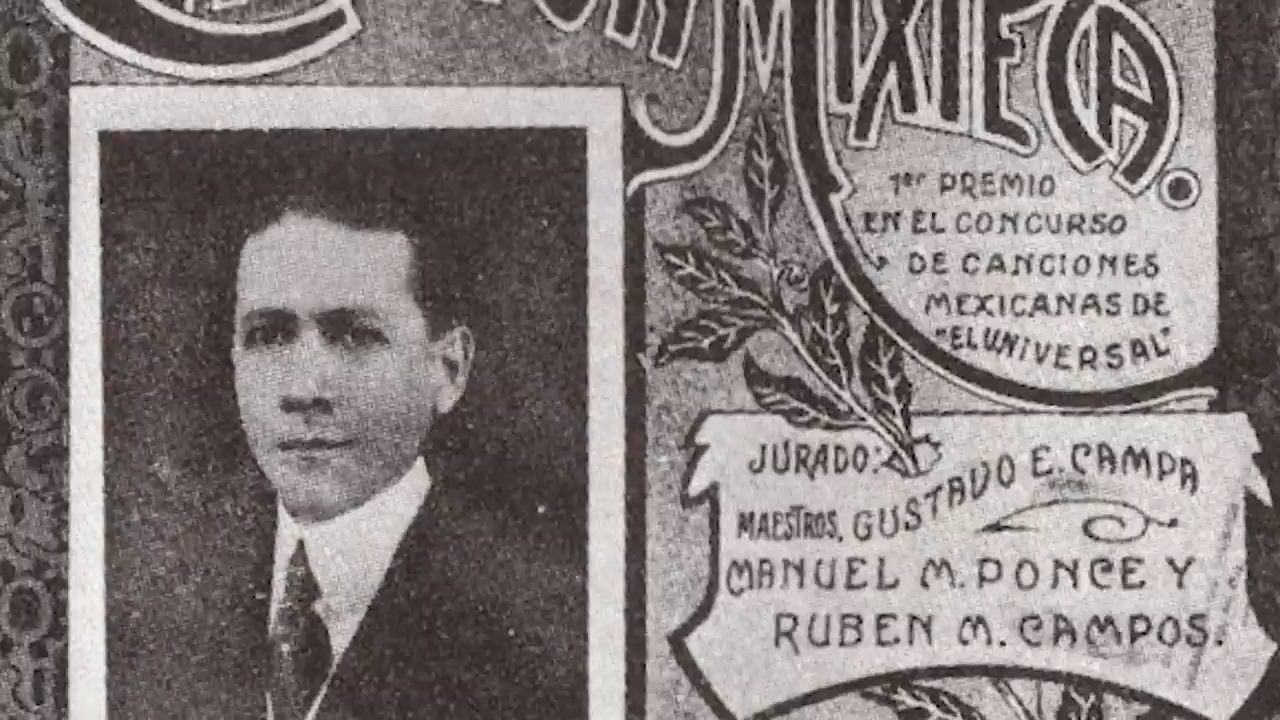 MIXTECA.
1er PREMIO
EN EL CONCURSO
DE CANCIONES
MEXICANAS DE
"EL UNIVERSAL"
JURADO:
MAESTROS, GUSTAVO E. CAMPA
MANUEL M. PONCE Y
RUBEN M. CAMPOS.